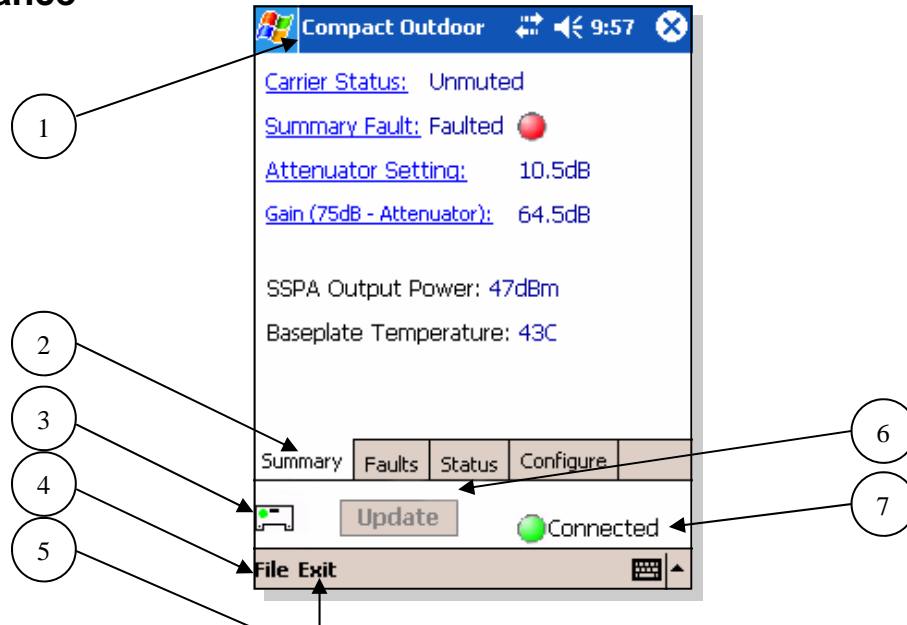 Compact Outdoor 9:57
Carrier Status: Unmuted
Summary Fault: Faulted
Attenuator Setting: 10.5dB
Gain (75dB - Attenuator): 64.5dB
SSPA Output Power: 47dBm
Baseplate Temperature: 43C
Summary Faults Status Configure
Update Connected
File Exit
1
2
3
4
5
6
7